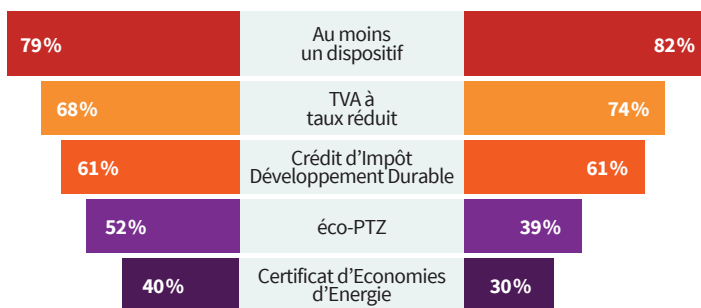 79% Au moins 82%
un dispositif
68% TVA à 74%
taux réduit
61% Crédit d’Impôt 61%
Développement Durable
52% éco-PTZ 39%
40% Certificat d’Economies 30%
d’Energie